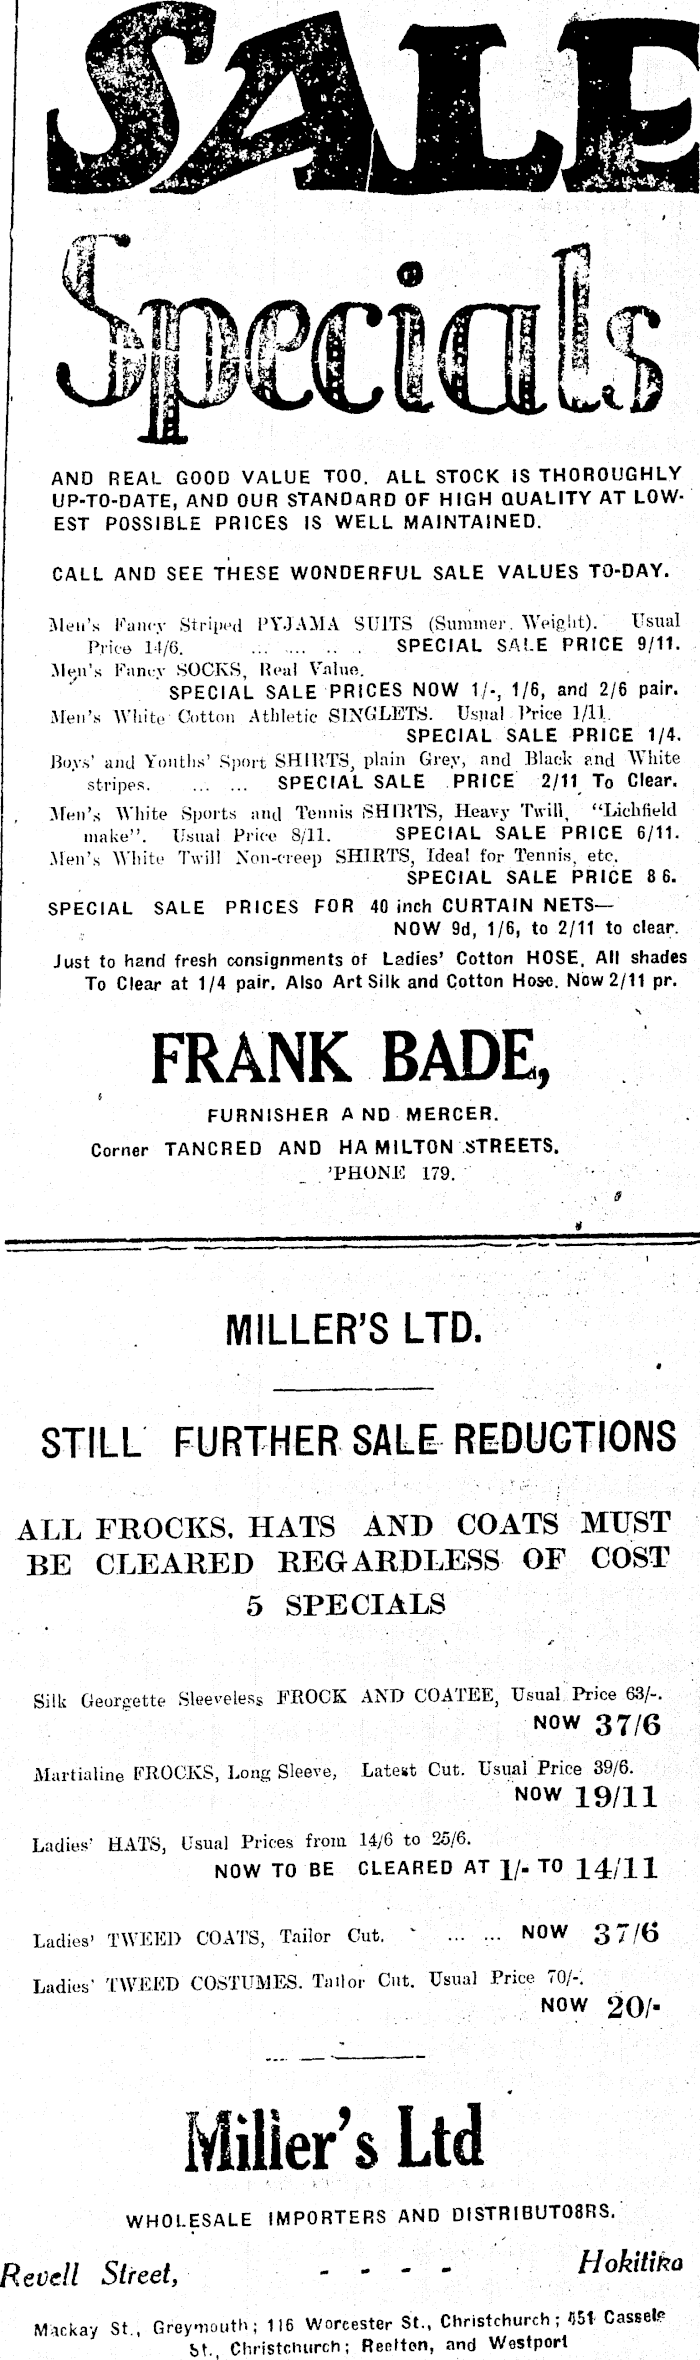 SALE
Specials
AND REAL GOOD VALUE TOO. ALL STOCK IS THOROUGHLY
UP-TO-DATE, AND OUR STANDARD OF HIGH QUALITY AT LOW-
EST POSSIBLE PRICES IS WELL MAINTAINED.
CALL AND SEE THESE WONDERFUL SALE VALUES TO-DAY.
Men's Fancy Striped PYJAMA SUITS (Summer Weight). Usual
Price 14/6. ... ... .. . SPECIAL SALE PRICE 9/11.
Men's Fancy SOCKS, Real Value.
SPECIAL SALE PRICES NOW 1/-, 1/6, and 2/6 pair.
Men's White Cotton Athletic SINGLETS. Usual Price 1/11.
SPECIAL SALE PRICE 1/4.
Boys' and Youths' Sport SHIRTS, plain Grey, and Black and White
stripes. ... ... SPECIAL SALE PRICE 2/11 To Clear.
Men's White Sports and Tennis SHIRTS, Heavy Twill, "Lichfield
make". Usual Price 8/11. SPECIAL SALE PRICE 6/11.
Men's White Twill Non-creep SHIRTS, Ideal for Tennis, etc.
SPECIAL SALE PRICE 8 6.
SPECIAL SALE PRICES FOR 40 inch CURTAIN NETS—
NOW 9d, 1/6, to 2/11 to clear.
Just to hand fresh consignments of Ladies' Cotton HOSE. All shades
To Clear at 1/4 pair. Also Art Silk and Cotton Hose. Now 2/11 pr.
FRANK BADE,
FURNISHER AND MERCER.
Corner TANCRED AND HAMILTON STREETS.
'PHONE 179.
MILLER'S LTD.
STILL FURTHER SALE REDUCTIONS
ALL FROCKS, HATS AND COATS MUST
BE CLEARED REGARDLESS OF COST
5 SPECIALS
Silk Georgette Sleeveless FROCK AND COATEE, Usual Price 63/-.
NOW 37/6
Martialine FROCKS, Long Sleeve, Latest Cut. Usual Price 39/6.
NOW 19/11
Ladies' HATS, Usual Prices from 14/6 to 25/6.
NOW TO BE CLEARED AT 1/- TO 14/11
Ladies' TWEED COATS, Tailor Cut. ... ... NOW 37/6
Ladies' TWEED COSTUMES. Tailor Cut. Usual Price 70/-.
NOW 20/-
Miller's Ltd
WHOLESALE IMPORTERS AND DISTRIBUTO8RS.
Revell Street, - - - - Hokitika
Mackay St., Greymouth; 116 Worcester St., Christchurch; 651 Cassels
St., Christchurch; Reefton, and Westport